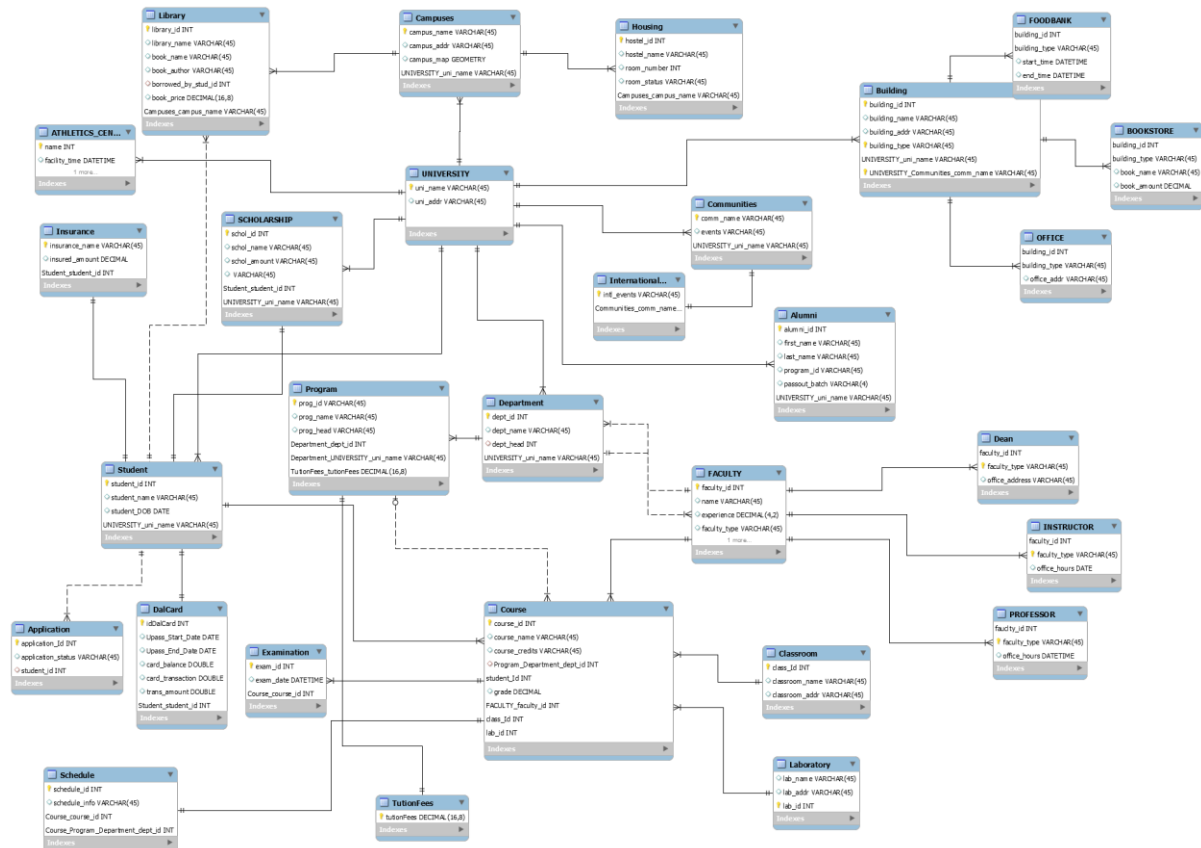 Library
library_id INT
library_name VARCHAR(45)
book_name VARCHAR(45)
book_author VARCHAR(45)
borrowed_by_stud_id INT
book_price DECIMAL(16,8)
Campuses_campus_name VARCHAR(45)
Indexes
Campuses
campus_name VARCHAR(45)
campus_addr VARCHAR(45)
campus_map GEOMETRY
UNIVERSITY_uni_name VARCHAR(45)
Indexes
Housing
hostel_id INT
hostel_name VARCHAR(45)
room_number INT
room_status VARCHAR(45)
Campuses_campus_name VARCHAR(45)
Indexes
FOODBANK
building_id INT
building_type VARCHAR(45)
start_time DATETIME
end_time DATETIME
Indexes
Building
building_id INT
building_name VARCHAR(45)
building_addr VARCHAR(45)
building_type VARCHAR(45)
UNIVERSITY_uni_name VARCHAR(45)
UNIVERSITY_Communities_comm_name VARCHAR(45)
Indexes
BOOKSTORE
building_id INT
building_type VARCHAR(45)
book_name VARCHAR(45)
book_amount DECIMAL
Indexes
ATHLETICS_CEN...
name INT
facility_time DATETIME
1 more...
Indexes
UNIVERSITY
uni_name VARCHAR(45)
uni_addr VARCHAR(45)
Indexes
Insurance
insurance_name VARCHAR(45)
insured_amount DECIMAL
Student_student_id INT
Indexes
SCHOLARSHIP
schol_id INT
schol_name VARCHAR(45)
schol_amount VARCHAR(45)
VARCHAR(45)
Student_student_id INT
UNIVERSITY_uni_name VARCHAR(45)
Indexes
Communities
comm_name VARCHAR(45)
events VARCHAR(45)
UNIVERSITY_uni_name VARCHAR(45)
Indexes
OFFICE
building_id INT
building_type VARCHAR(45)
office_addr VARCHAR(45)
Indexes
International...
intl_events VARCHAR(45)
Communities_comm_name...
Indexes
Alumni
alumni_id INT
first_name VARCHAR(45)
last_name VARCHAR(45)
program_id VARCHAR(45)
passout_batch VARCHAR(4)
UNIVERSITY_uni_name VARCHAR(45)
Indexes
Program
prog_id VARCHAR(45)
prog_name VARCHAR(45)
prog_head VARCHAR(45)
Department_dept_id INT
Department_UNIVERSITY_uni_name VARCHAR(45)
TutionFees_tutionFees DECIMAL(16,8)
Indexes
Department
dept_id INT
dept_name VARCHAR(45)
dept_head INT
UNIVERSITY_uni_name VARCHAR(45)
Indexes
Dean
faculty_id INT
faculty_type VARCHAR(45)
office_address VARCHAR(45)
Indexes
Student
student_id INT
student_name VARCHAR(45)
student_DOB DATE
UNIVERSITY_uni_name VARCHAR(45)
Indexes
FACULTY
faculty_id INT
name VARCHAR(45)
experience DECIMAL(4,2)
faculty_type VARCHAR(45)
1 more...
Indexes
INSTRUCTOR
faculty_id INT
faculty_type VARCHAR(45)
office_hours DATE
Indexes
Application
application_Id INT
application_status VARCHAR(45)
student_id INT
Indexes
DalCard
idDalCard INT
Upass_Start_Date DATE
Upass_End_Date DATE
card_balance DOUBLE
card_transaction DOUBLE
trans_amount DOUBLE
Student_student_id INT
Indexes
Examination
exam_id INT
exam_date DATETIME
Course_course_id INT
Indexes
Course
course_id INT
course_name VARCHAR(45)
course_credits VARCHAR(45)
Program_Department_dept_id INT
student_Id INT
grade DECIMAL
FACULTY_faculty_id INT
class_Id INT
lab_id INT
Indexes
PROFESSOR
faculty_id INT
faculty_type VARCHAR(45)
office_hours DATETIME
Indexes
Classroom
class_Id INT
classroom_name VARCHAR(45)
classroom_addr VARCHAR(45)
Indexes
Schedule
schedule_id INT
schedule_info VARCHAR(45)
Course_course_id INT
Course_Program_Department_dept_id INT
Indexes
TutionFees
tutionFees DECIMAL(16,8)
Indexes
Laboratory
lab_name VARCHAR(45)
lab_addr VARCHAR(45)
lab_id INT
Indexes